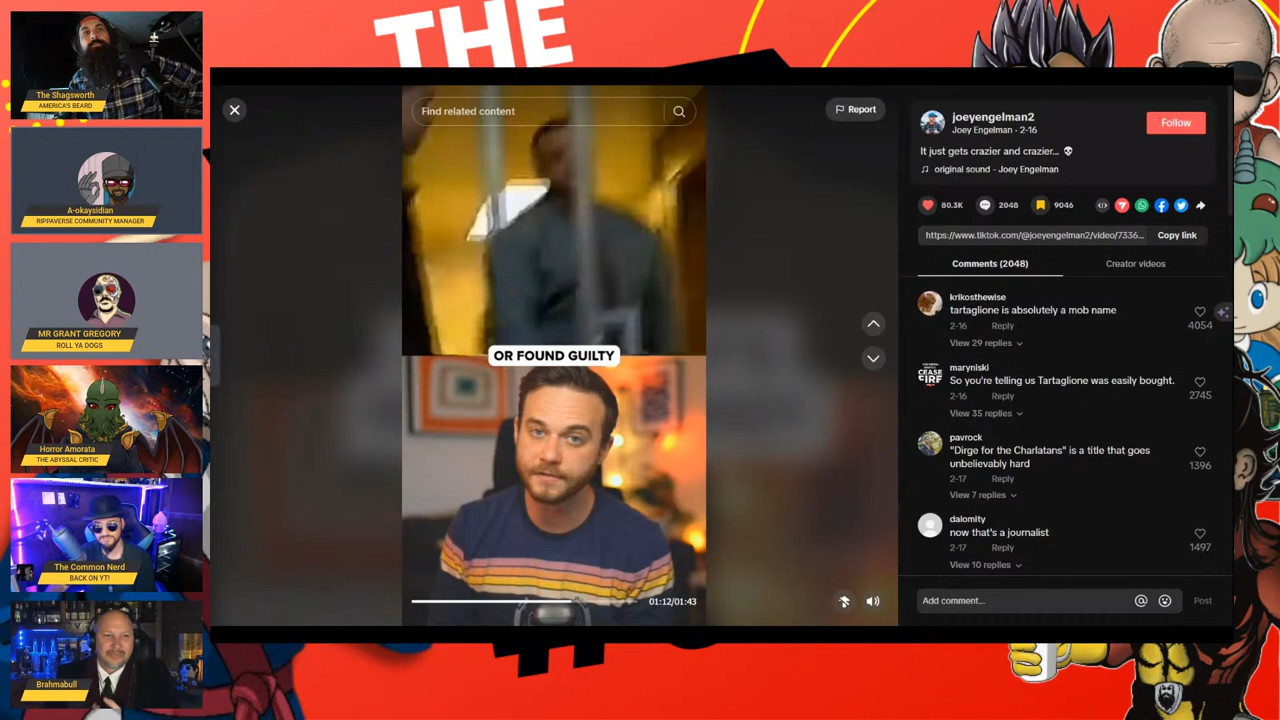 THE
The Shagsworth
AMERICA'S BEARD
A-okaysidian
RIPPAVERSE COMMUNITY MANAGER
MR GRANT GREGORY
ROLL YA DOGS
Horror Amorata
THE ABYSSAL CRITIC
The Common Nerd
BACK ON YT!
Brahmabull
Find related content
Report
OR FOUND GUILTY
01:12/01:43
joeyengelman2
Joey Engelman · 2-16
Follow
It just gets crazier and crazier... 💀
original sound - Joey Engelman
80.3K
2048
9046
https://www.tiktok.com/@joeyengelman2/video/7336...
Copy link
Comments (2048)
Creator videos
krikosthewise
tartaglione is absolutely a mob name
2-16 Reply
4054
View 29 replies
maryniski
So you're telling us Tartaglione was easily bought.
2-16 Reply
2745
View 35 replies
pavrock
"Dirge for the Charlatans" is a title that goes
unbelievably hard
2-17 Reply
1396
View 7 replies
dalomity
now that's a journalist
2-17 Reply
1497
View 10 replies
Add comment...
Post